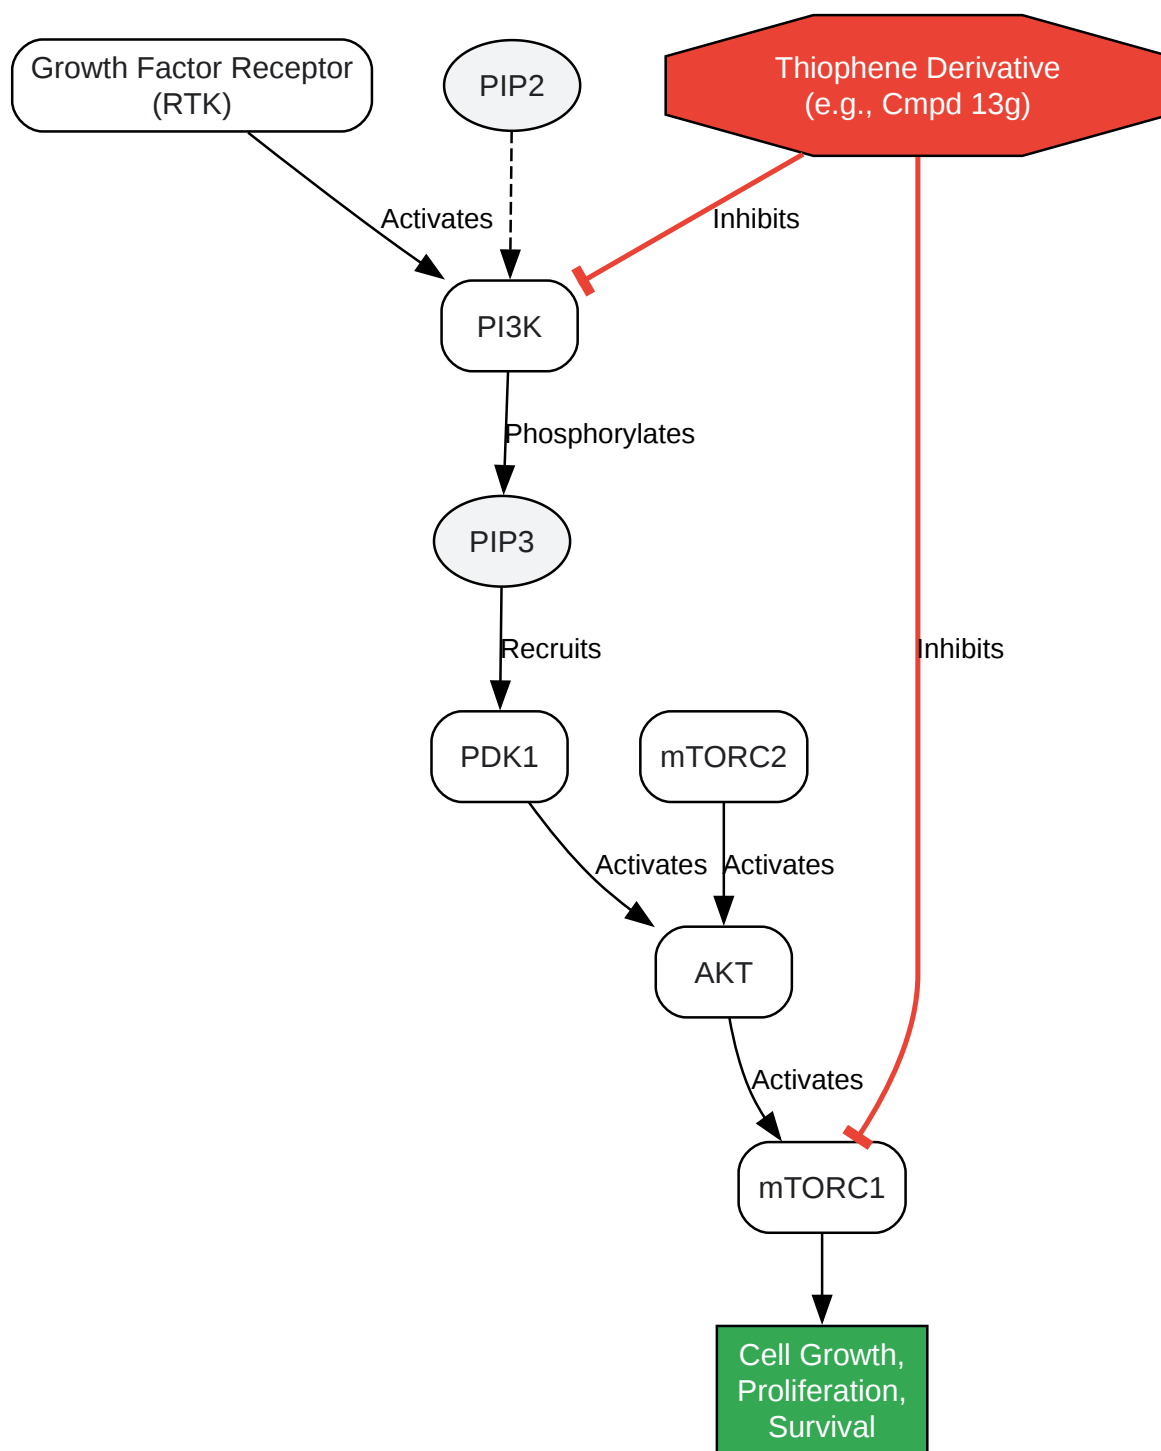 Growth Factor Receptor
(RTK)
PIP2
Thiophene Derivative
(e.g., Cmpd 13g)
Activates
Inhibits
PI3K
Phosphorylates
PIP3
Recruits
Inhibits
PDK1
mTORC2
Activates
Activates
AKT
Activates
mTORC1
Cell Growth,
Proliferation,
Survival